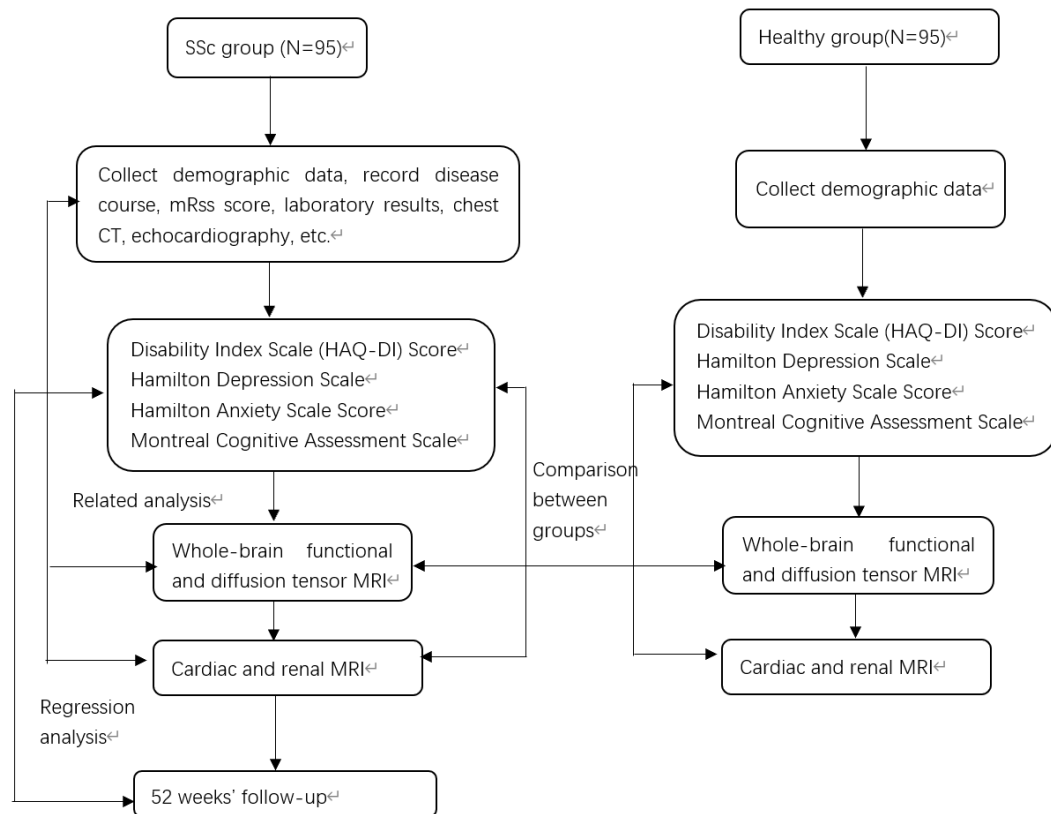 SSc group (N=95)↵
Healthy group(N=95)↵
Collect demographic data, record disease
course, mRss score, laboratory results, chest
CT, echocardiography, etc.↵
Collect demographic data↵
Disability Index Scale (HAQ-DI) Score↵
Hamilton Depression Scale↵
Hamilton Anxiety Scale Score↵
Montreal Cognitive Assessment Scale↵
Disability Index Scale (HAQ-DI) Score↵
Hamilton Depression Scale↵
Hamilton Anxiety Scale Score↵
Montreal Cognitive Assessment Scale↵
Comparison
between
groups↵
Related analysis↵
Whole-brain functional
and diffusion tensor MRI↵
Whole-brain functional
and diffusion tensor MRI↵
Cardiac and renal MRI↵
Cardiac and renal MRI↵
Regression
analysis↵
52 weeks’ follow-up↵